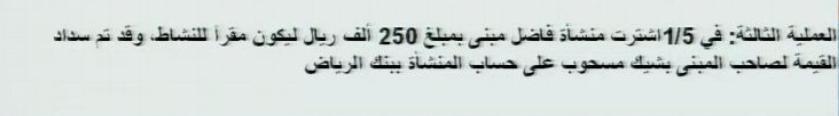 العملية الثالثة: في 1/5اشترت منشأة فاضل مبنى بمبلغ 250 ألف ريال ليكون مقراً للنشاط، وقد تم سداد
القيمة لصاحب المبنى بشيك مسحوب على حساب المنشأة ببنك الرياض